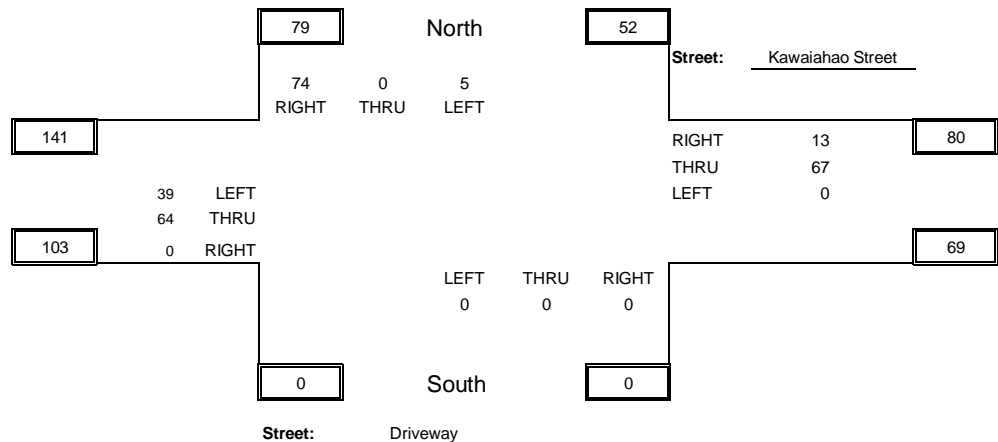 79 North 52
Street: Kawaiahao Street
74 0 5
RIGHT THRU LEFT
141 RIGHT 13 80
THRU 67
39 LEFT LEFT 0
64 THRU
103 0 RIGHT 69
LEFT THRU RIGHT
0 0 0
0 South 0
Street: Driveway